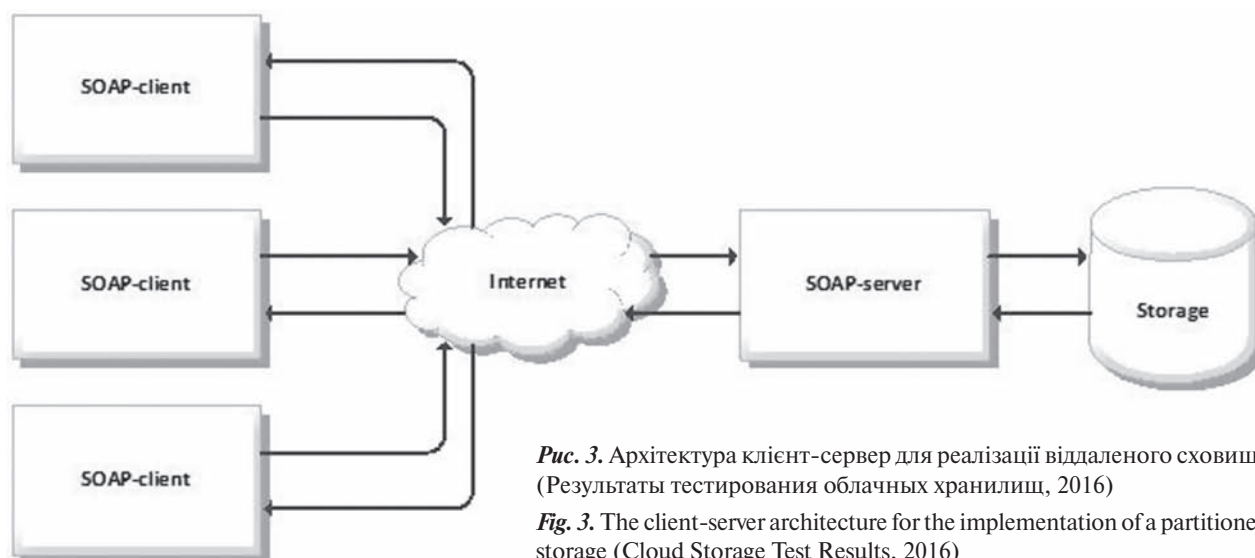 SOAP-client
SOAP-client
Internet
SOAP-server
Storage
SOAP-client
Рис. 3. Архітектура клієнт-сервер для реалізації віддаленого
(Результаты тестирования облачных хранилищ, 2016)
Fig. 3. The client-server architecture for the implementation of a
storage (Cloud Storage Test Results, 2016)